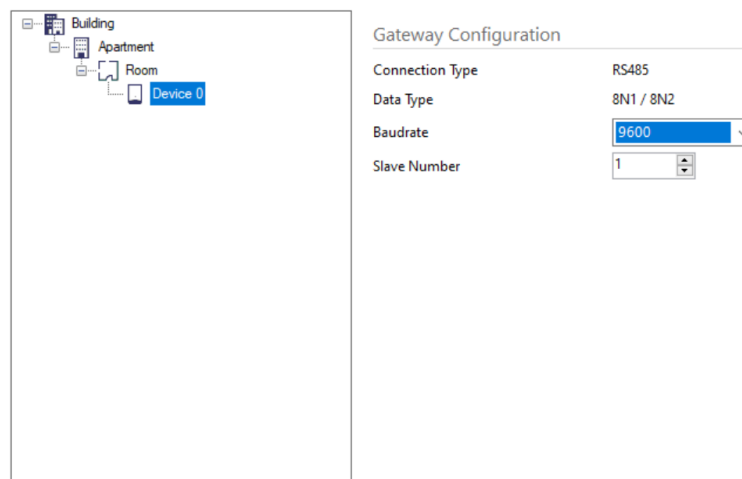 Building
Apartment
Room
Device 0
Gateway Configuration
Connection Type RS485
Data Type 8N1 / 8N2
Baudrate 9600
Slave Number 1